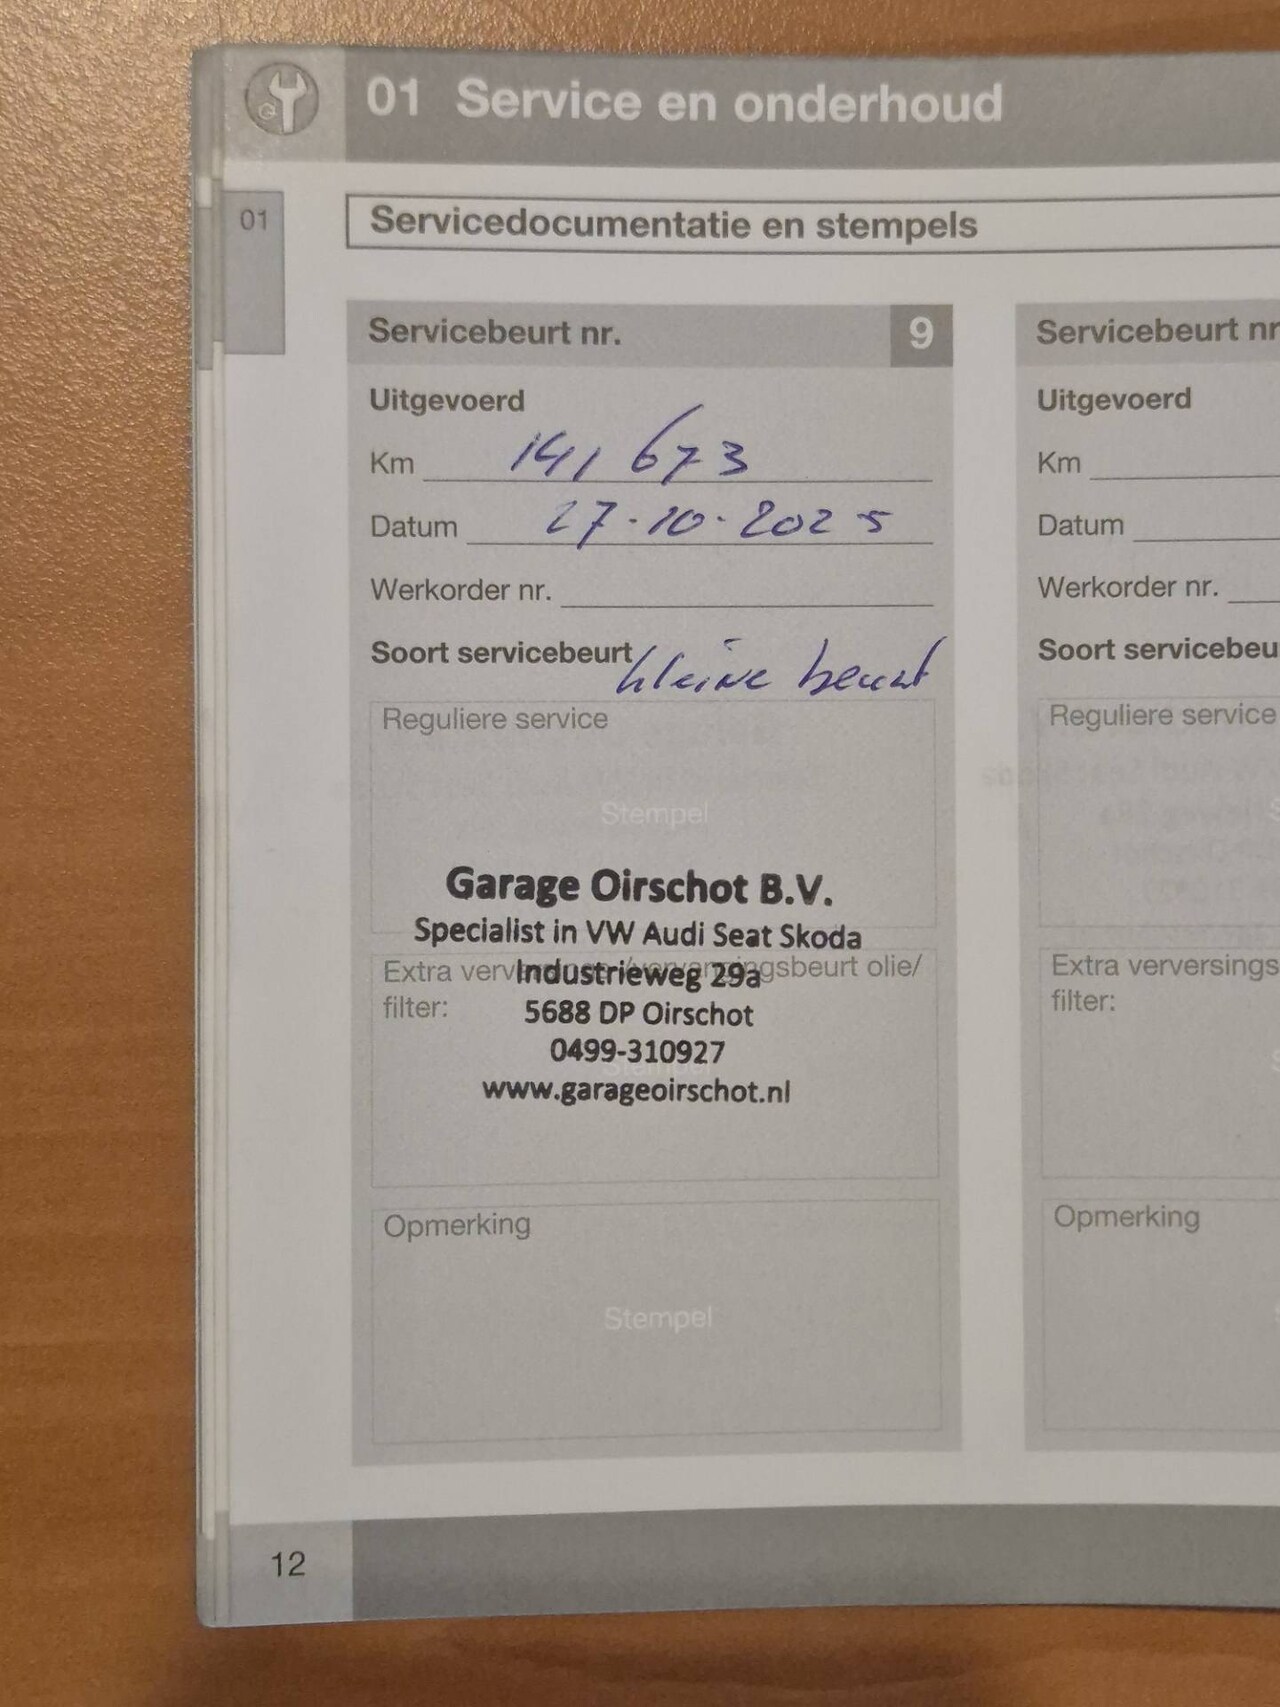 01 Service en onderhoud
01
Servicedocumentatie en stempels
Servicebeurt nr. 9
Uitgevoerd
Km 141 673
Datum 27-10-2025
Werkorder nr.
Soort servicebeurt kleine beurt
Reguliere service
Stempel
Garage Oirschot B.V.
Specialist in VW Audi Seat Skoda
Industrieweg 29a
5688 DP Oirschot
0499-310927
www.garageoirschot.nl
Extra verversings-/vervangingsbeurt olie/
filter:
Stempel
Opmerking
Stempel
Servicebeurt nr
Uitgevoerd
Km
Datum
Werkorder nr.
Soort servicebeu
Reguliere service
Extra verversings
filter:
Opmerking
12